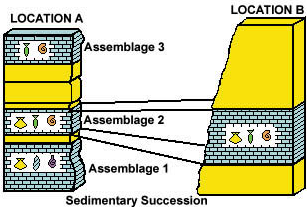 LOCATION A
LOCATION B
Assemblage 3
Assemblage 2
Assemblage 1
Sedimentary Succession